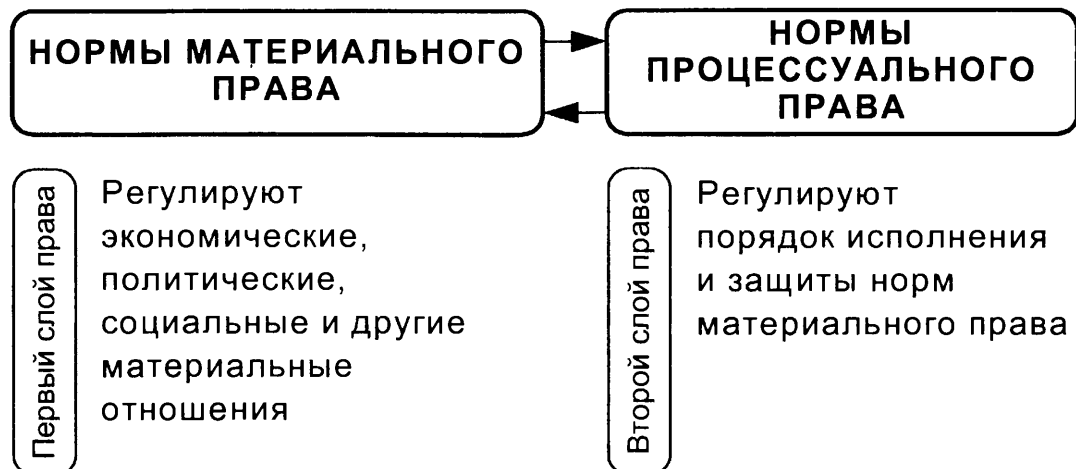 НОРМЫ МАТЕРИАЛЬНОГО
ПРАВА
НОРМЫ
ПРОЦЕССУАЛЬНОГО
ПРАВА
Первый слой права
Регулируют
экономические,
политические,
социальные и другие
материальные
отношения
Второй слой права
Регулируют
порядок исполнения
и защиты норм
материального права